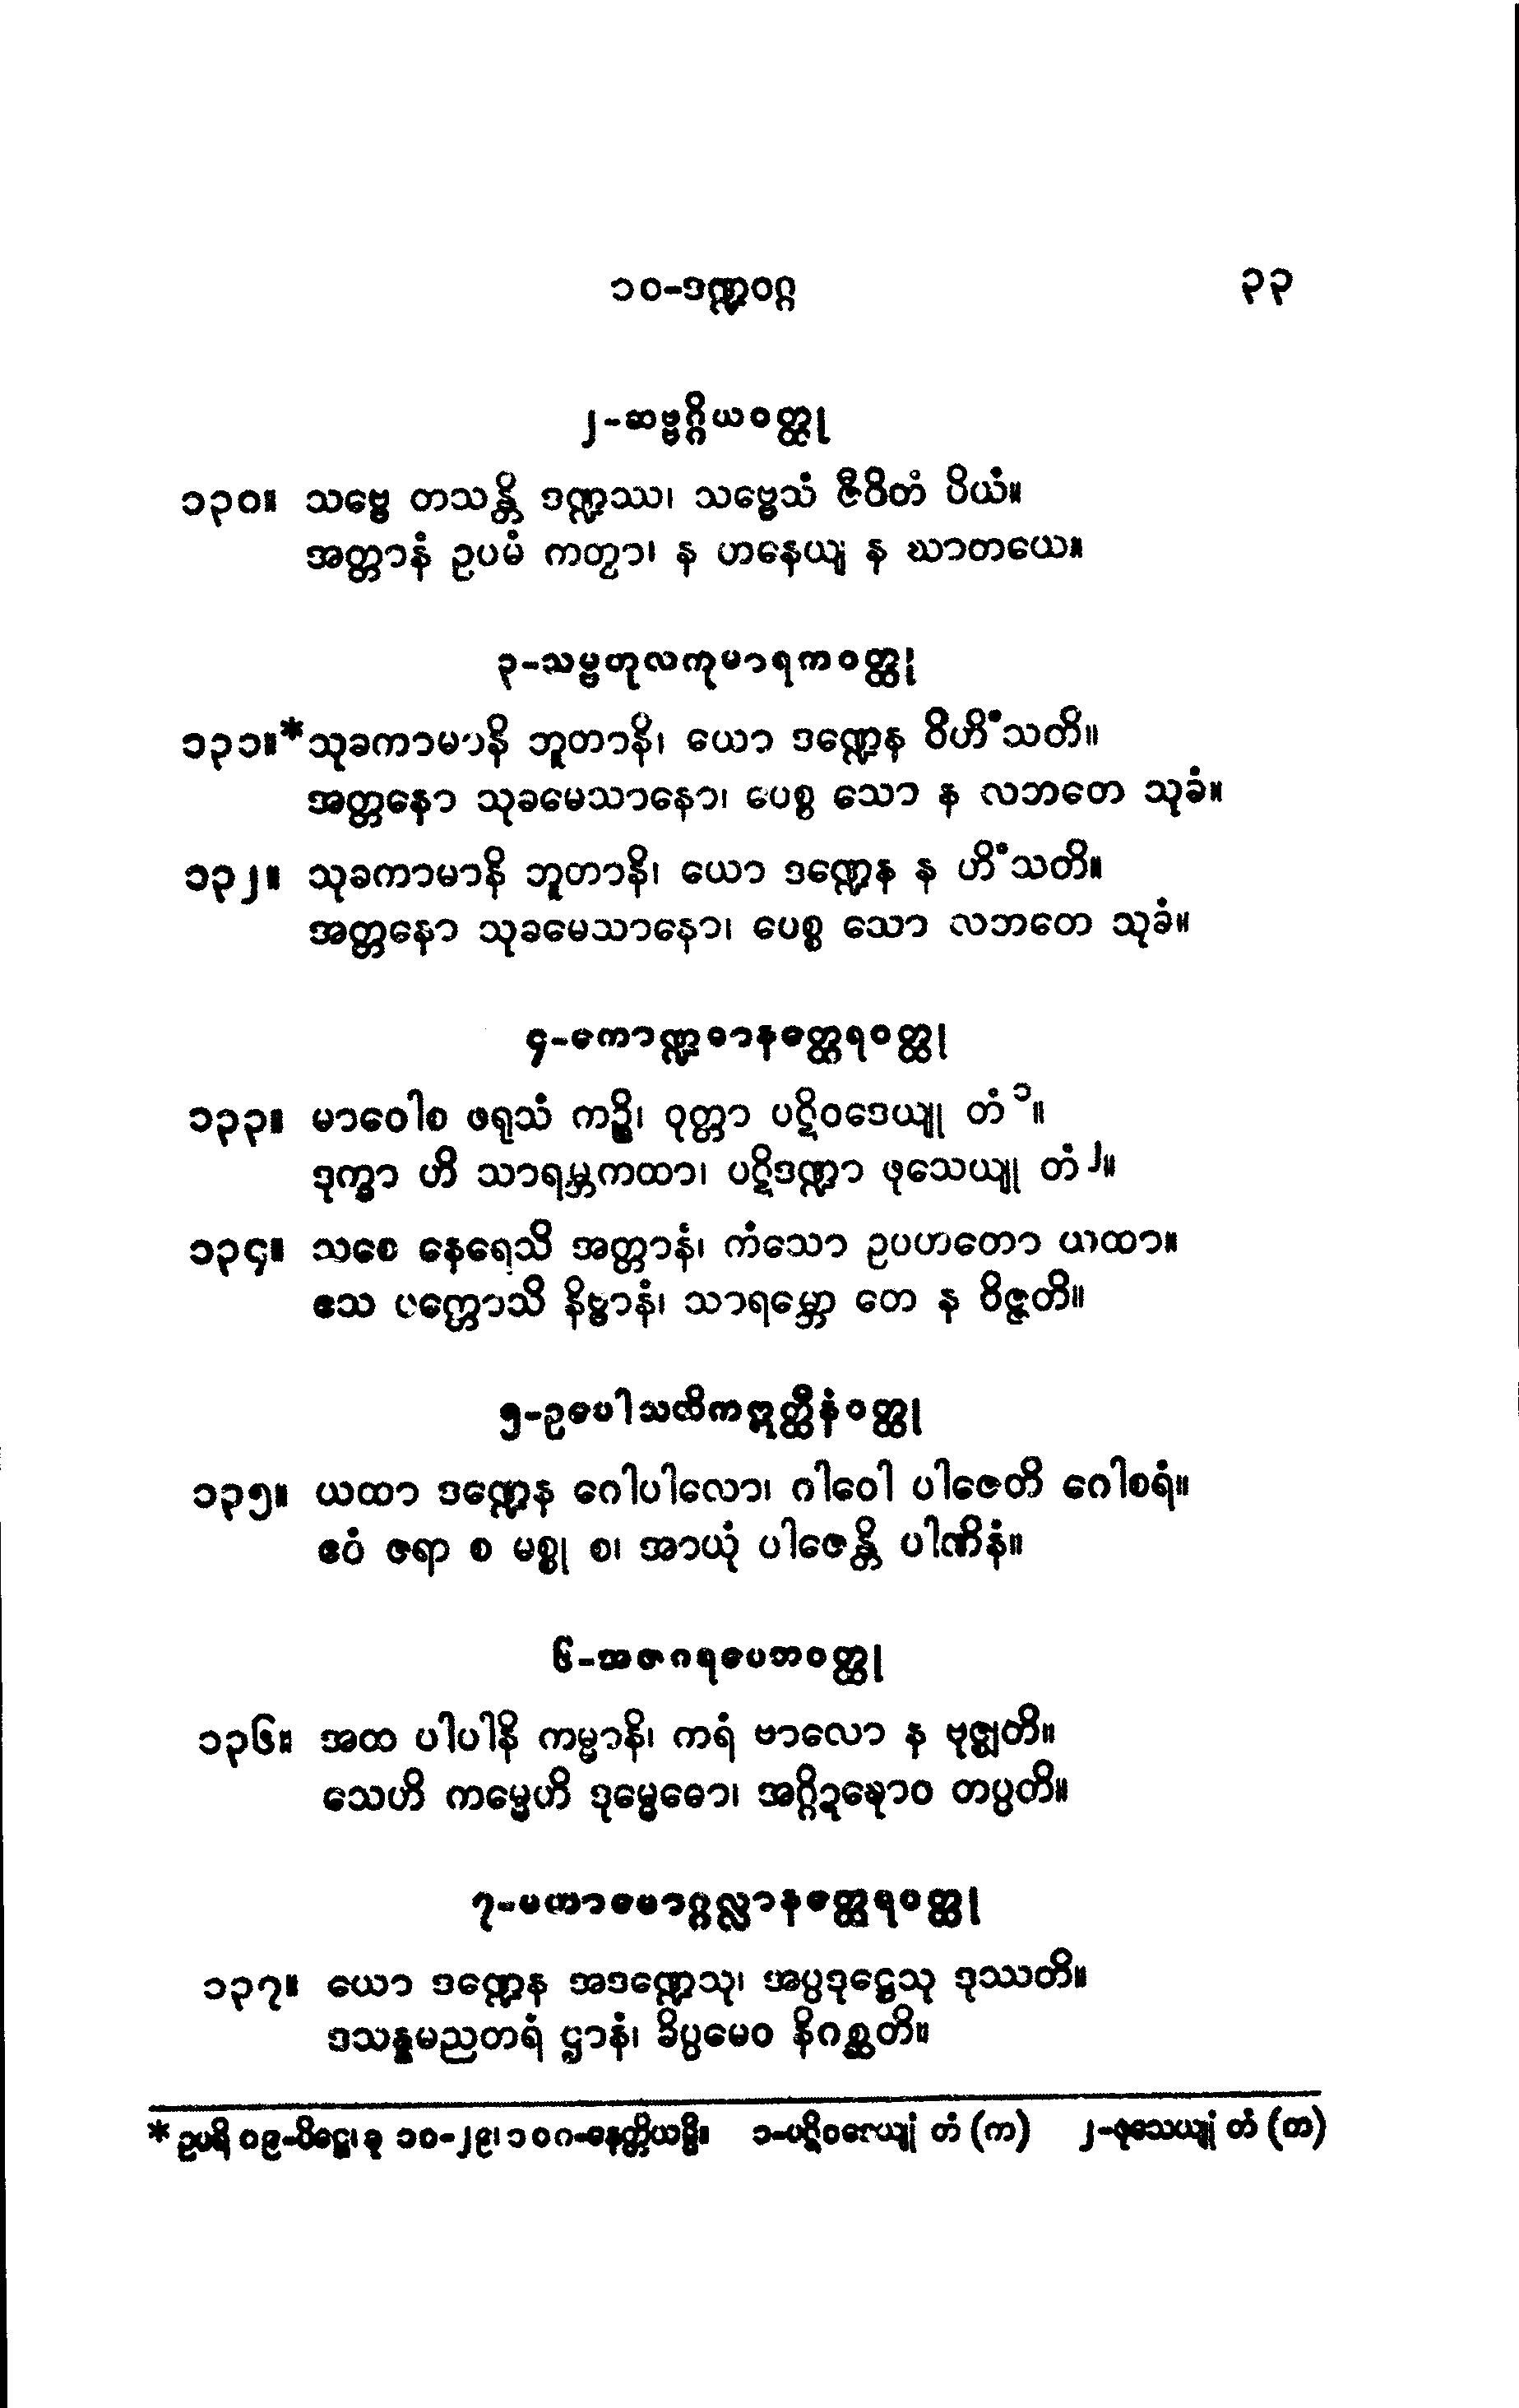 ၁၀-ဒဏ္ဍဝဂ္ဂ ၃၃
၂-ဆဗ္ဗဂ္ဂိယဝတ္ထု
၁၃၀။ သဗ္ဗေ တသန္တိ ဒဏ္ဍဿ၊ သဗ္ဗေသံ ဇီဝိတံ ပိယံ။
အတ္တာနံ ဥပမံ ကတွာ၊ န ဟနေယျ န ဃာတယေ။
၃-သမ္ဗဟုလကုမာရကဝတ္ထု
၁၃၁။*သုခကာမာနိ ဘူတာနိ၊ ယော ဒဏ္ဍေန ဝိဟိံသတိ။
အတ္တနော သုခမေသာနော၊ ပေစ္စ သော န လဘတေ သုခံ။
၁၃၂။ သုခကာမာနိ ဘူတာနိ၊ ယော ဒဏ္ဍေန န ဟိံသတိ။
အတ္တနော သုခမေသာနော၊ ပေစ္စ သော လဘတေ သုခံ။
၄-ကောဏ္ဍဓာနတ္ထေရဝတ္ထု
၁၃၃။ မာဝေါစ ဖရုသံ ကဉ္စိ၊ ဝုတ္တာ ပဋိဝဒေယျု တံ၁။
ဒုက္ခာ ဟိ သာရမ္ဘကထာ၊ ပဋိဒဏ္ဍာ ဖုသေယျု တံ၂။
၁၃၄။ သစေ နေရေသိ အတ္တာနံ၊ ကံသော ဥပဟတော ယထာ။
ဧသ ပတ္တောသိ နိဗ္ဗာနံ၊ သာရမ္ဘော တေ န ဝိဇ္ဇတိ။
၅-ဥပေါသထိကဣတ္ထီနံဝတ္ထု
၁၃၅။ ယထာ ဒဏ္ဍေန ဂေါပါလော၊ ဂါဝေါ ပါဇေတိ ဂေါစရံ။
ဧဝံ ဇရာ စ မစ္စု စ၊ အာယုံ ပါဇေန္တိ ပါဏိနံ။
၆-အဇဂရပေတဝတ္ထု
၁၃၆။ အထ ပါပါနိ ကမ္မာနိ၊ ကရံ ဗာလော န ဗုဇ္ဈတိ။
သေဟိ ကမ္မေဟိ ဒုမ္မေဓော၊ အဂ္ဂိဍဍ္ဎောဝ တပ္ပတိ။
၇-မဟာမောဂ္ဂလ္လာနတ္ထေရဝတ္ထု
၁၃၇။ ယော ဒဏ္ဍေန အဒဏ္ဍေသု၊ အပ္ပဒုဋ္ဌေသု ဒုဿတိ။
ဒသန္နမညတရံ ဌာနံ၊ ခိပ္ပမေဝ နိဂစ္ဆတိ။
* ဥပရိ ၀၉-ပိဋ္ဌေ၊ ခု ၁၀-၂၉၊ ၁၀ဂ-နေတ္တိယမ္ပိ။ ၁-ပဋိဝဒေယျုံ တံ (က) ၂-ဖုသေယျုံ တံ (က)